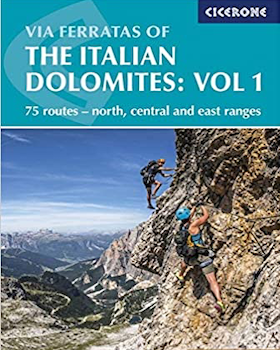 CICERONE
VIA FERRATAS OF
THE ITALIAN
DOLOMITES: VOL 1
75 routes – north, central and east ranges